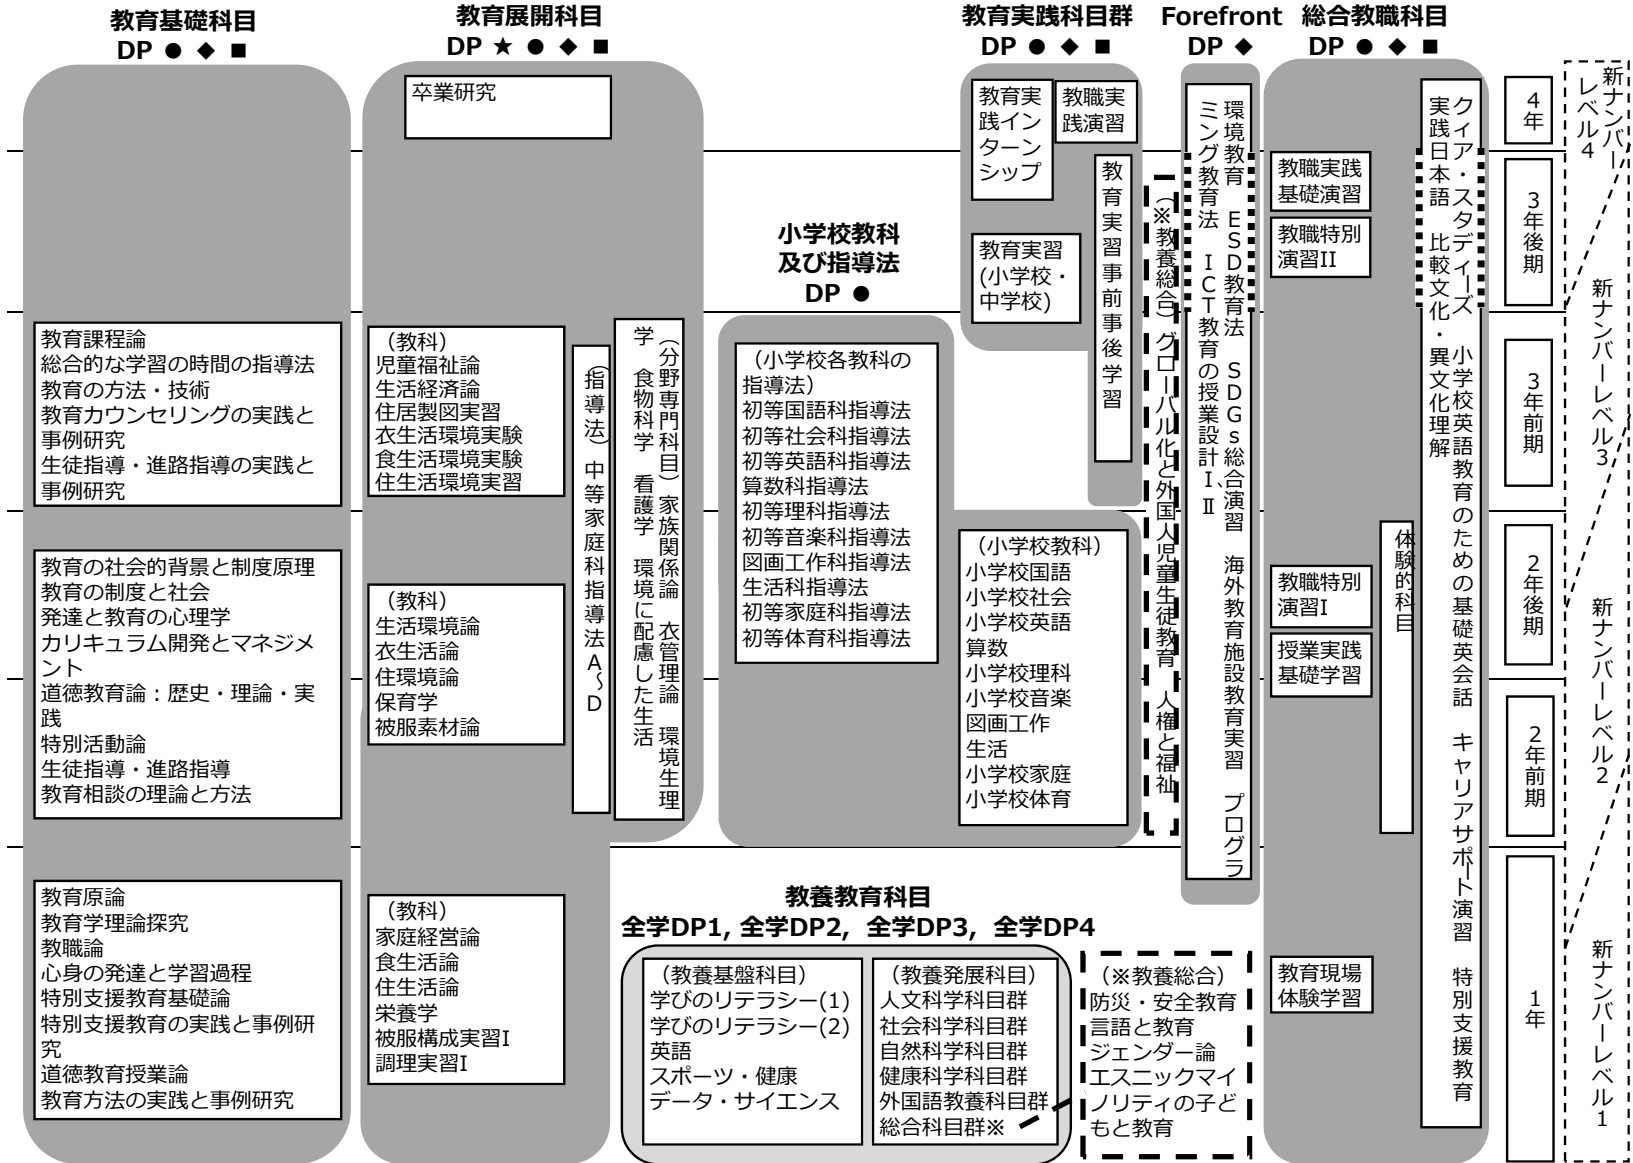 教育基礎科目
DP ● ◆ ■
教育展開科目
DP ★ ● ◆ ■
教育実践科目群
DP ● ◆ ■
Forefront
DP ◆
総合教職科目
DP ● ◆ ■
卒業研究
教育実
践イン
ターン
シップ
教職実
践演習
教育実習
(小学校・
中学校)
教育実習事前事後学習
小学校教科
及び指導法
DP ●
教育課程論
総合的な学習の時間の指導法
教育の方法・技術
教育カウンセリングの実践と
事例研究
生徒指導・進路指導の実践と
事例研究
教育の社会的背景と制度原理
教育の制度と社会
発達と教育の心理学
カリキュラム開発とマネジメ
ント
道徳教育論：歴史・理論・実
践
特別活動論
生徒指導・進路指導
教育相談の理論と方法
教育原論
教育学理論探究
教職論
心身の発達と学習過程
特別支援教育基礎論
特別支援教育の実践と事例研
究
道徳教育授業論
教育方法の実践と事例研究
（教科）
児童福祉論
生活経済論
住居製図実習
衣生活環境実験
食生活環境実験
住生活環境実習
（教科）
生活環境論
衣生活論
住環境論
保育学
被服素材論
（教科）
家庭経営論
食生活論
住生活論
栄養学
被服構成実習I
調理実習I
（指導法）中等家庭科指導法A～D
（分野専門科目）家族関係論　衣管理論　環境生理
学　食物科学　看護学　環境に配慮した生活
（小学校各教科の
指導法）
初等国語科指導法
初等社会科指導法
初等英語科指導法
算数科指導法
初等理科指導法
初等音楽科指導法
図画工作科指導法
生活科指導法
初等家庭科指導法
初等体育科指導法
（小学校教科）
小学校国語
小学校社会
小学校英語
算数
小学校理科
小学校音楽
図画工作
生活
小学校家庭
小学校体育
（※教養総合）グローバル化と外国人児童生徒教育　人権と福祉
環境教育　ESD教育法　SDGs総合演習　海外教育施設教育実習　プログラ
ミング教育法　ICT教育の授業設計Ⅰ、Ⅱ
教職実践
基礎演習
教職特別
演習II
教職特別
演習I
授業実践
基礎学習
教育現場
体験学習
体験的科目
クィア・スタディーズ　小学校英語教育のための基礎英会話　キャリアサポート演習　特別支援教育
実践日本語　比較文化・異文化理解
4年
3年後期
3年前期
2年後期
2年前期
1年
新ナンバー
レベル4
新ナンバーレベル3
新ナンバーレベル2
新ナンバーレベル1
教養教育科目
全学DP1, 全学DP2, 全学DP3, 全学DP4
（教養基盤科目）
学びのリテラシー(1)
学びのリテラシー(2)
英語
スポーツ・健康
データ・サイエンス
（教養発展科目）
人文科学科目群
社会科学科目群
自然科学科目群
健康科学科目群
外国語教養科目群
総合科目群※
（※教養総合）
防災・安全教育
言語と教育
ジェンダー論
エスニックマイ
ノリティの子ど
もと教育